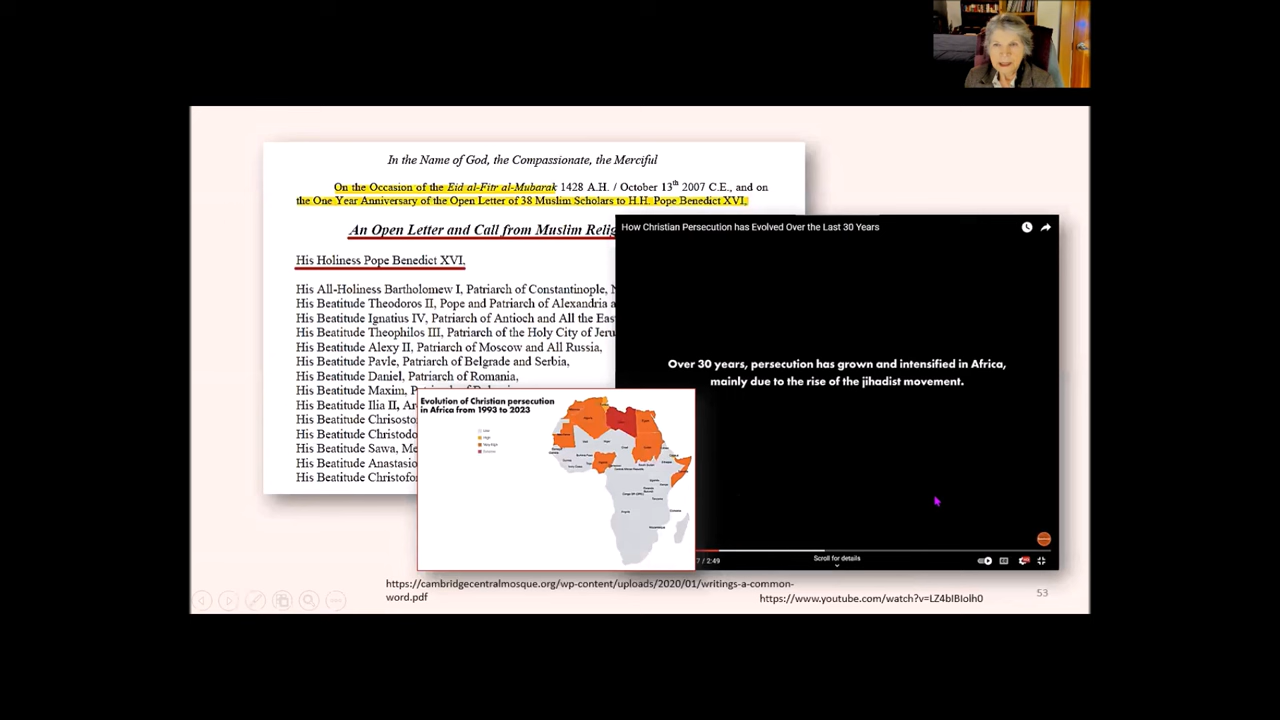 In the Name of God, the Compassionate, the Merciful
On the Occasion of the Eid al-Fitr al-Mubarak 1428 A.H. / October 13th 2007 C.E., and on
the One Year Anniversary of the Open Letter of 38 Muslim Scholars to H.H. Pope Benedict XVI,
An Open Letter and Call from Muslim Relig
His Holiness Pope Benedict XVI,
His All-Holiness Bartholomew I, Patriarch of Constantinople, N
His Beatitude Theodoros II, Pope and Patriarch of Alexandria a
His Beatitude Ignatius IV, Patriarch of Antioch and All the Eas
His Beatitude Theophilos III, Patriarch of the Holy City of Jeru
His Beatitude Alexy II, Patriarch of Moscow and All Russia,
His Beatitude Pavle, Patriarch of Belgrade and Serbia,
His Beatitude Daniel, Patriarch of Romania,
His Beatitude Maxim,
His Beatitude Ilia II, Ar
His Beatitude Chrisosto
His Beatitude Christodo
His Beatitude Sawa, Me
His Beatitude Anastasio
His Beatitude Christofor
How Christian Persecution has Evolved Over the Last 30 Years
Over 30 years, persecution has grown and intensified in Africa,
mainly due to the rise of the jihadist movement.
Evolution of Christian persecution
in Africa from 1993 to 2023
/ 2:49
Scroll for details
https://cambridgecentralmosque.org/wp-content/uploads/2020/01/writings-a-common-
word.pdf
https://www.youtube.com/watch?v=LZ4bIBIolh0
53